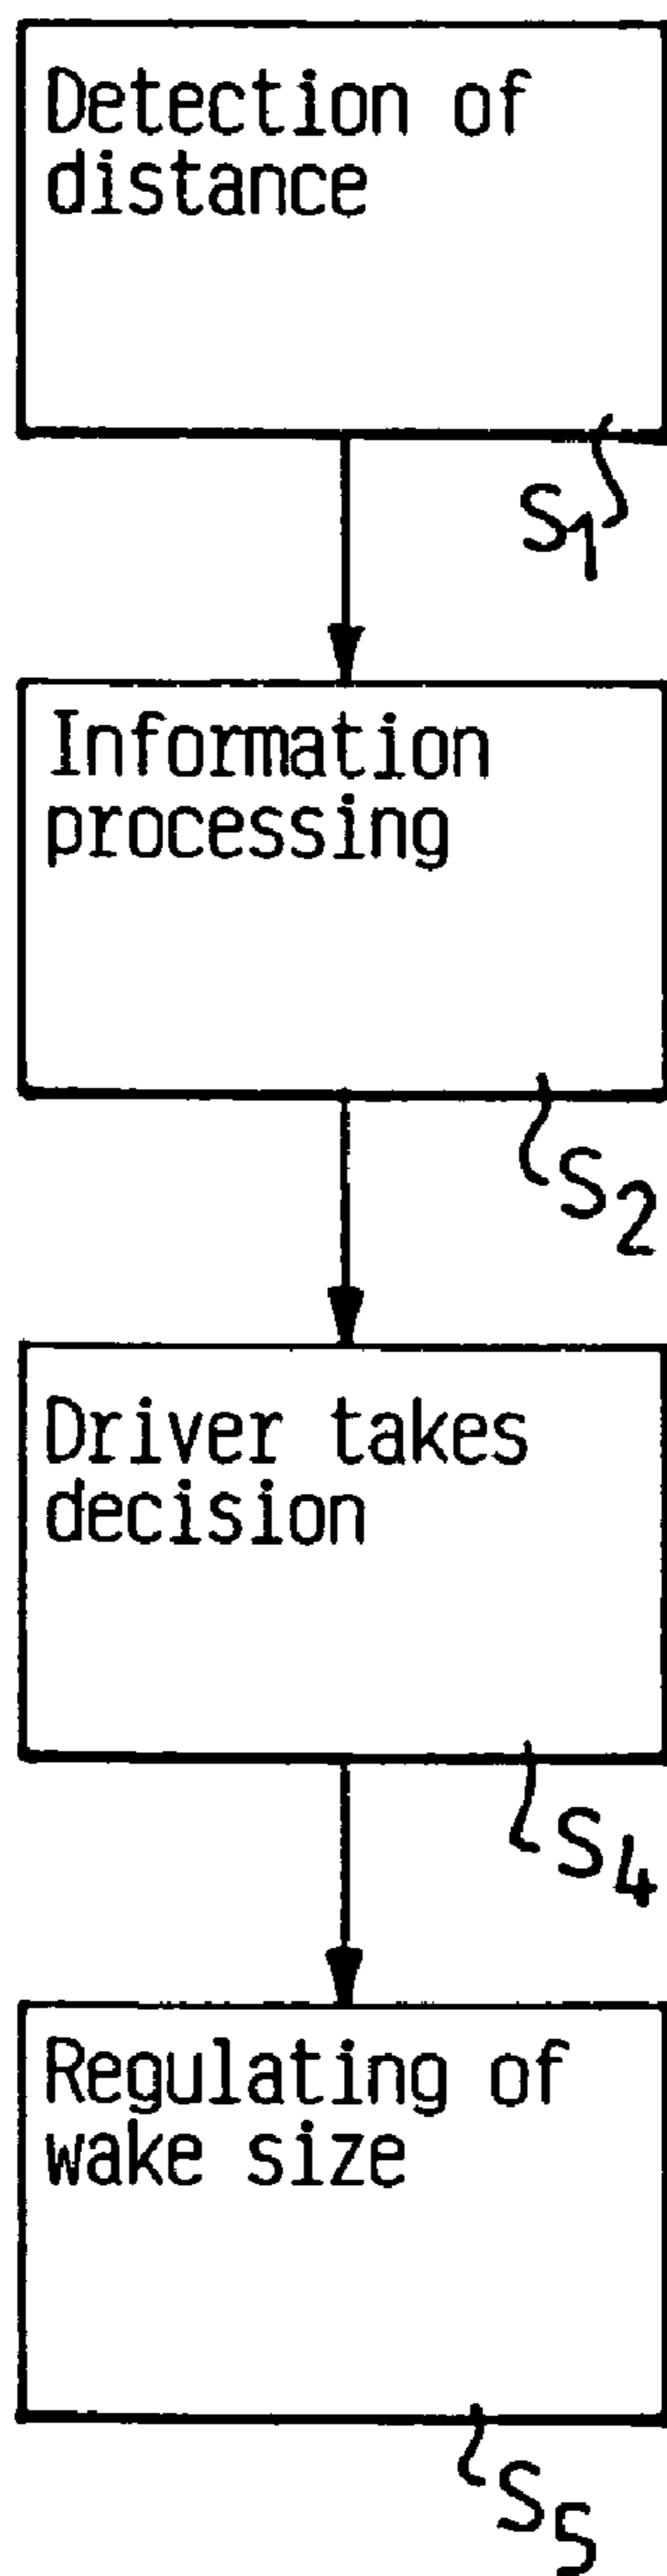 Detection of
distance
S1
Information
processing
S2
Driver takes
decision
S4
Regulating of
wake size
S5